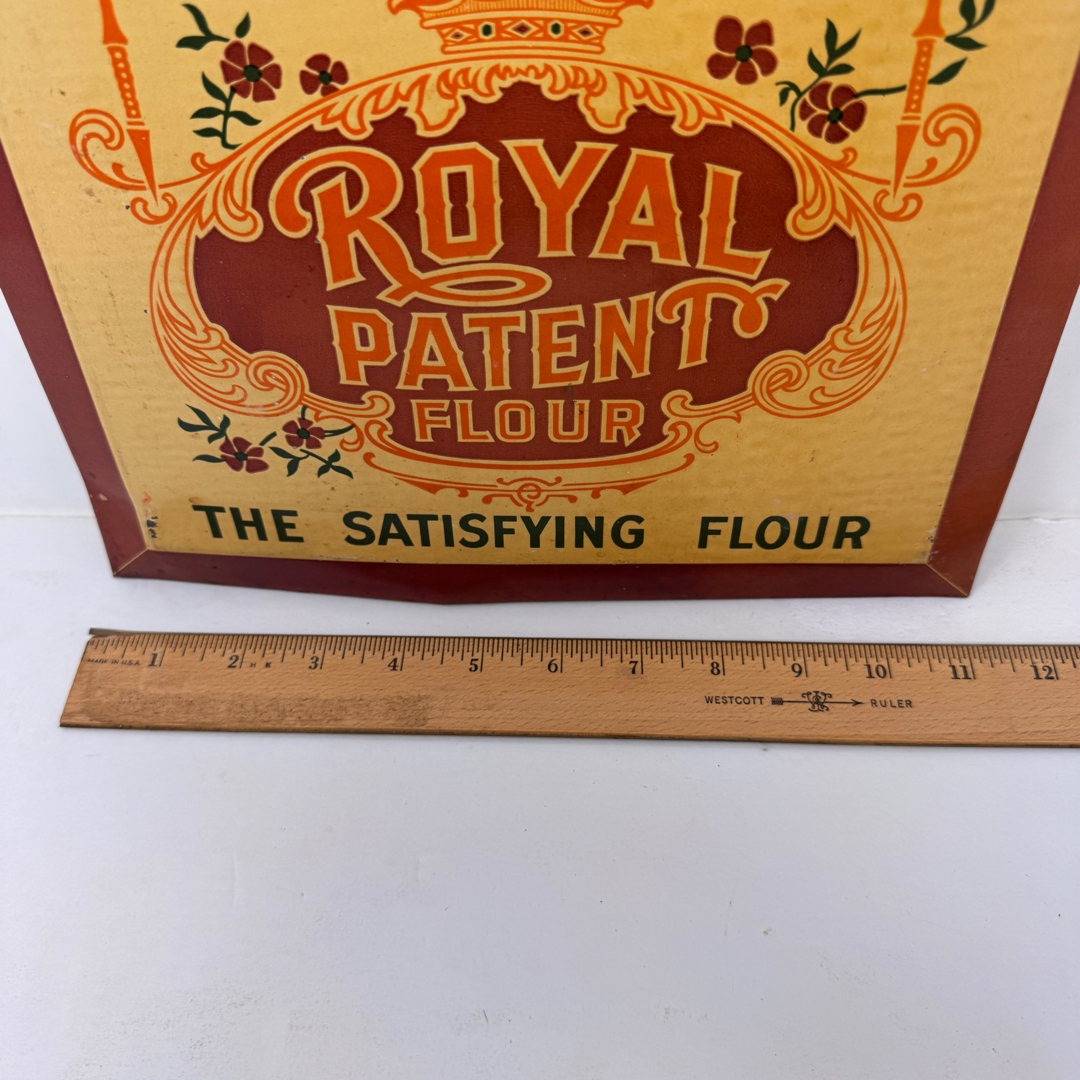 ROYAL
PATENT
FLOUR
THE SATISFYING FLOUR
MADE IN U.S.A. 1 2 H K 3 4 5 6 7 8 9 10 11 12
WESTCOTT RULER